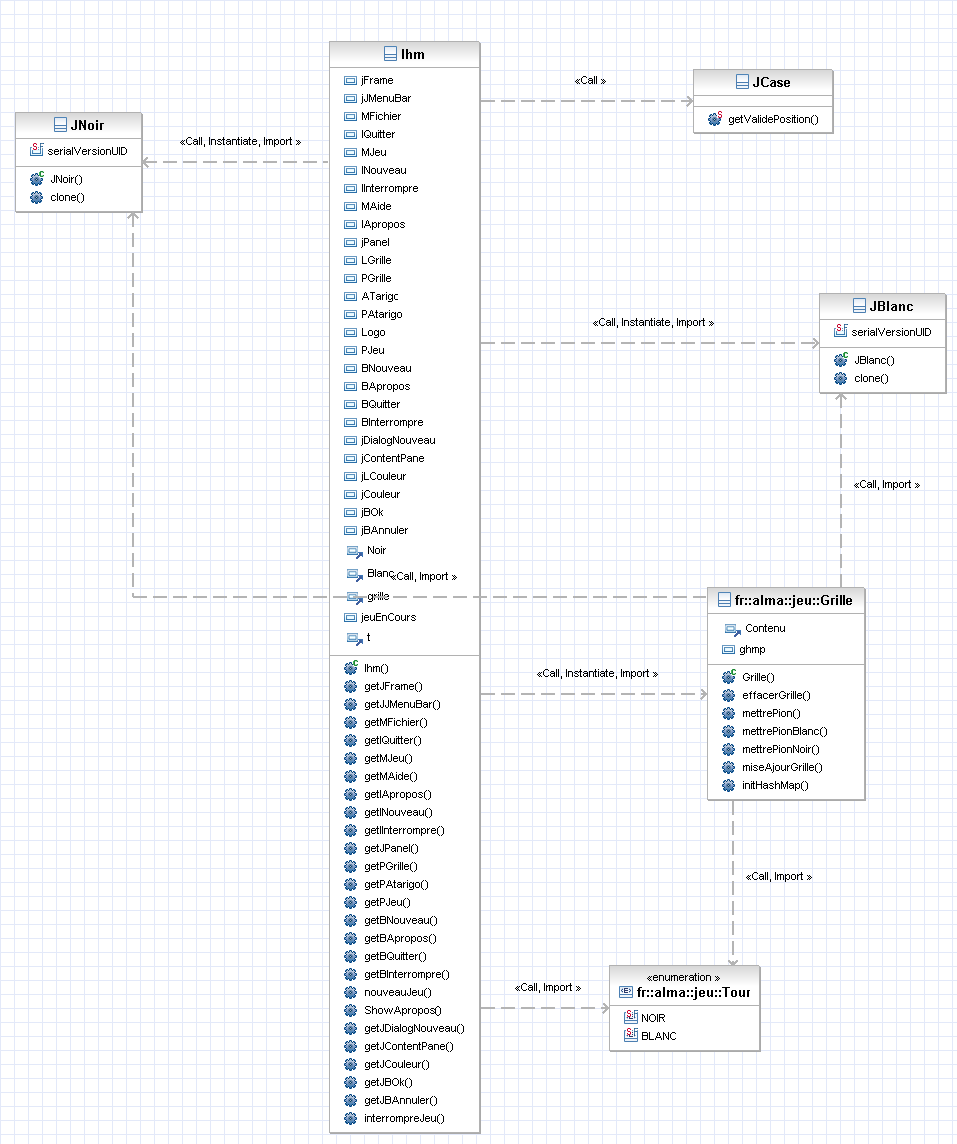 Ihm
jFrame
jJMenuBar
MFichier
IQuitter
MJeu
INouveau
IInterrompre
MAide
IApropos
jPanel
LGrille
PGrille
ATarigo
PAtarigo
Logo
PJeu
BNouveau
BApropos
BQuitter
BInterrompre
jDialogNouveau
jContentPane
jLCouleur
jCouleur
jBOk
jBAnnuler
Noir
Blanc
grille
jeuEnCours
t
Ihm()
getJFrame()
getJJMenuBar()
getMFichier()
getIQuitter()
getMJeu()
getMAide()
getIApropos()
getINouveau()
getIInterrompre()
getJPanel()
getPGrille()
getPAtarigo()
getPJeu()
getBNouveau()
getBApropos()
getBQuitter()
getBInterrompre()
nouveauJeu()
ShowApropos()
getJDialogNouveau()
getJContentPane()
getJCouleur()
getJBOk()
getJBAnnuler()
interrompreJeu()
«Call »
JCase
getValidePosition()
JNoir
serialVersionUID
JNoir()
clone()
«Call, Instantiate, Import »
«Call, Instantiate, Import »
JBlanc
serialVersionUID
JBlanc()
clone()
«Call, Import »
«Call, Import »
fr::alma::jeu::Grille
Contenu
ghmp
Grille()
effacerGrille()
mettrePion()
mettrePionBlanc()
mettrePionNoir()
miseAjourGrille()
initHashMap()
«Call, Instantiate, Import »
«Call, Import »
«Call, Import »
«enumeration »
fr::alma::jeu::Tour
NOIR
BLANC